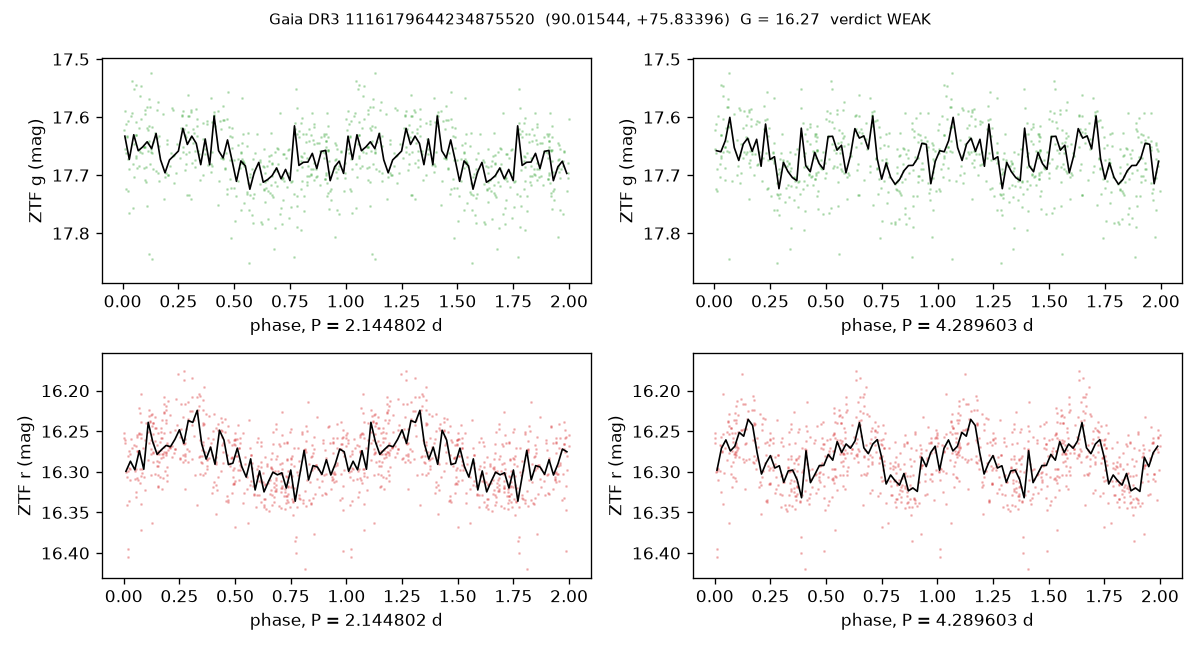 Gaia DR3 1116179644234875520 (90.01544, +75.83396) G = 16.27 verdict WEAK
17.5
17.6
17.7
17.8
ZTF g (mag)
0.00 0.25 0.50 0.75 1.00 1.25 1.50 1.75 2.00
phase, P = 2.144802 d
17.5
17.6
17.7
17.8
ZTF g (mag)
0.00 0.25 0.50 0.75 1.00 1.25 1.50 1.75 2.00
phase, P = 4.289603 d
16.20
16.25
16.30
16.35
16.40
ZTF r (mag)
0.00 0.25 0.50 0.75 1.00 1.25 1.50 1.75 2.00
phase, P = 2.144802 d
16.20
16.25
16.30
16.35
16.40
ZTF r (mag)
0.00 0.25 0.50 0.75 1.00 1.25 1.50 1.75 2.00
phase, P = 4.289603 d